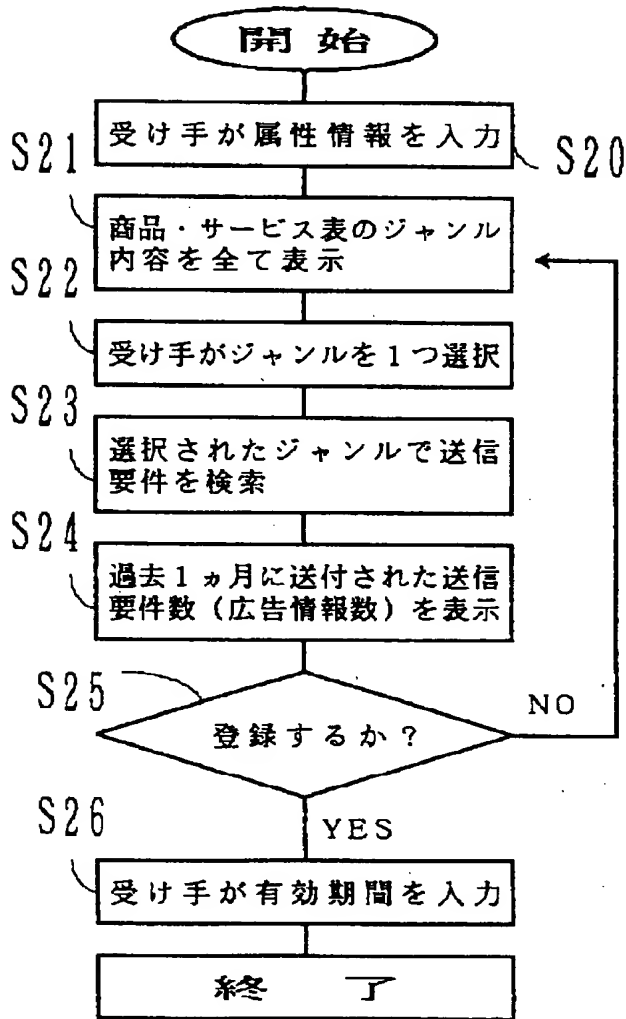 開始
受け手が属性情報を入力
S20
S21
商品・サービス表のジャンル
内容を全て表示
S22
受け手がジャンルを1つ選択
S23
選択されたジャンルで送信
要件を検索
S24
過去1ヵ月に送付された送信
要件数（広告情報数）を表示
S25
登録するか?
NO
YES
S26
受け手が有効期間を入力
終了